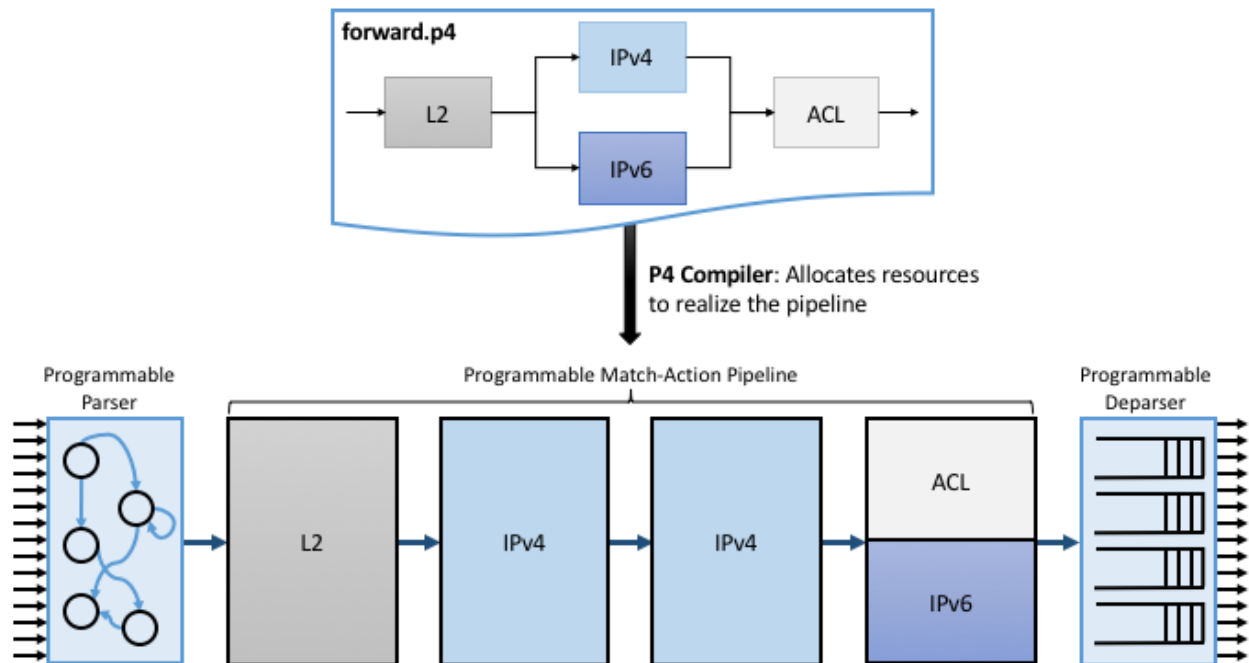 forward.p4
IPv4
L2
ACL
IPv6
P4 Compiler: Allocates resources
to realize the pipeline
Programmable
Parser
Programmable Match-Action Pipeline
Programmable
Deparser
L2
IPv4
IPv4
ACL
IPv6